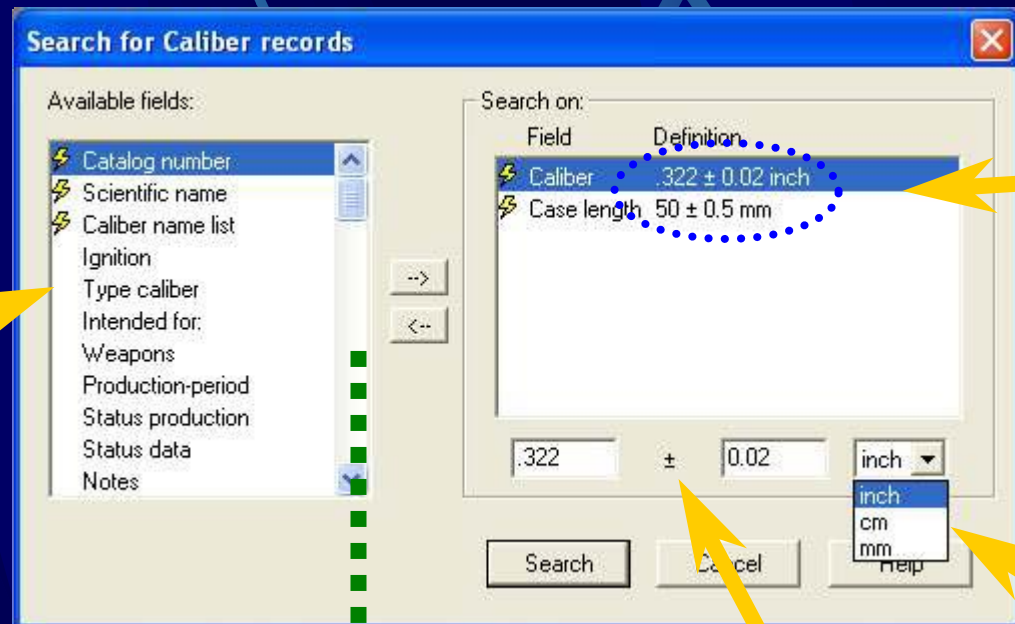 Search for Caliber records
Available fields:
Catalog number
Scientific name
Caliber name list
Ignition
Type caliber
Intended for:
Weapons
Production-period
Status production
Status data
Notes
-->
<--
Search on:
Field Definition
Caliber .322 ± 0.02 inch
Case length 50 ± 0.5 mm
.322 ± 0.02 inch
inch
cm
mm
Search Cancel Help